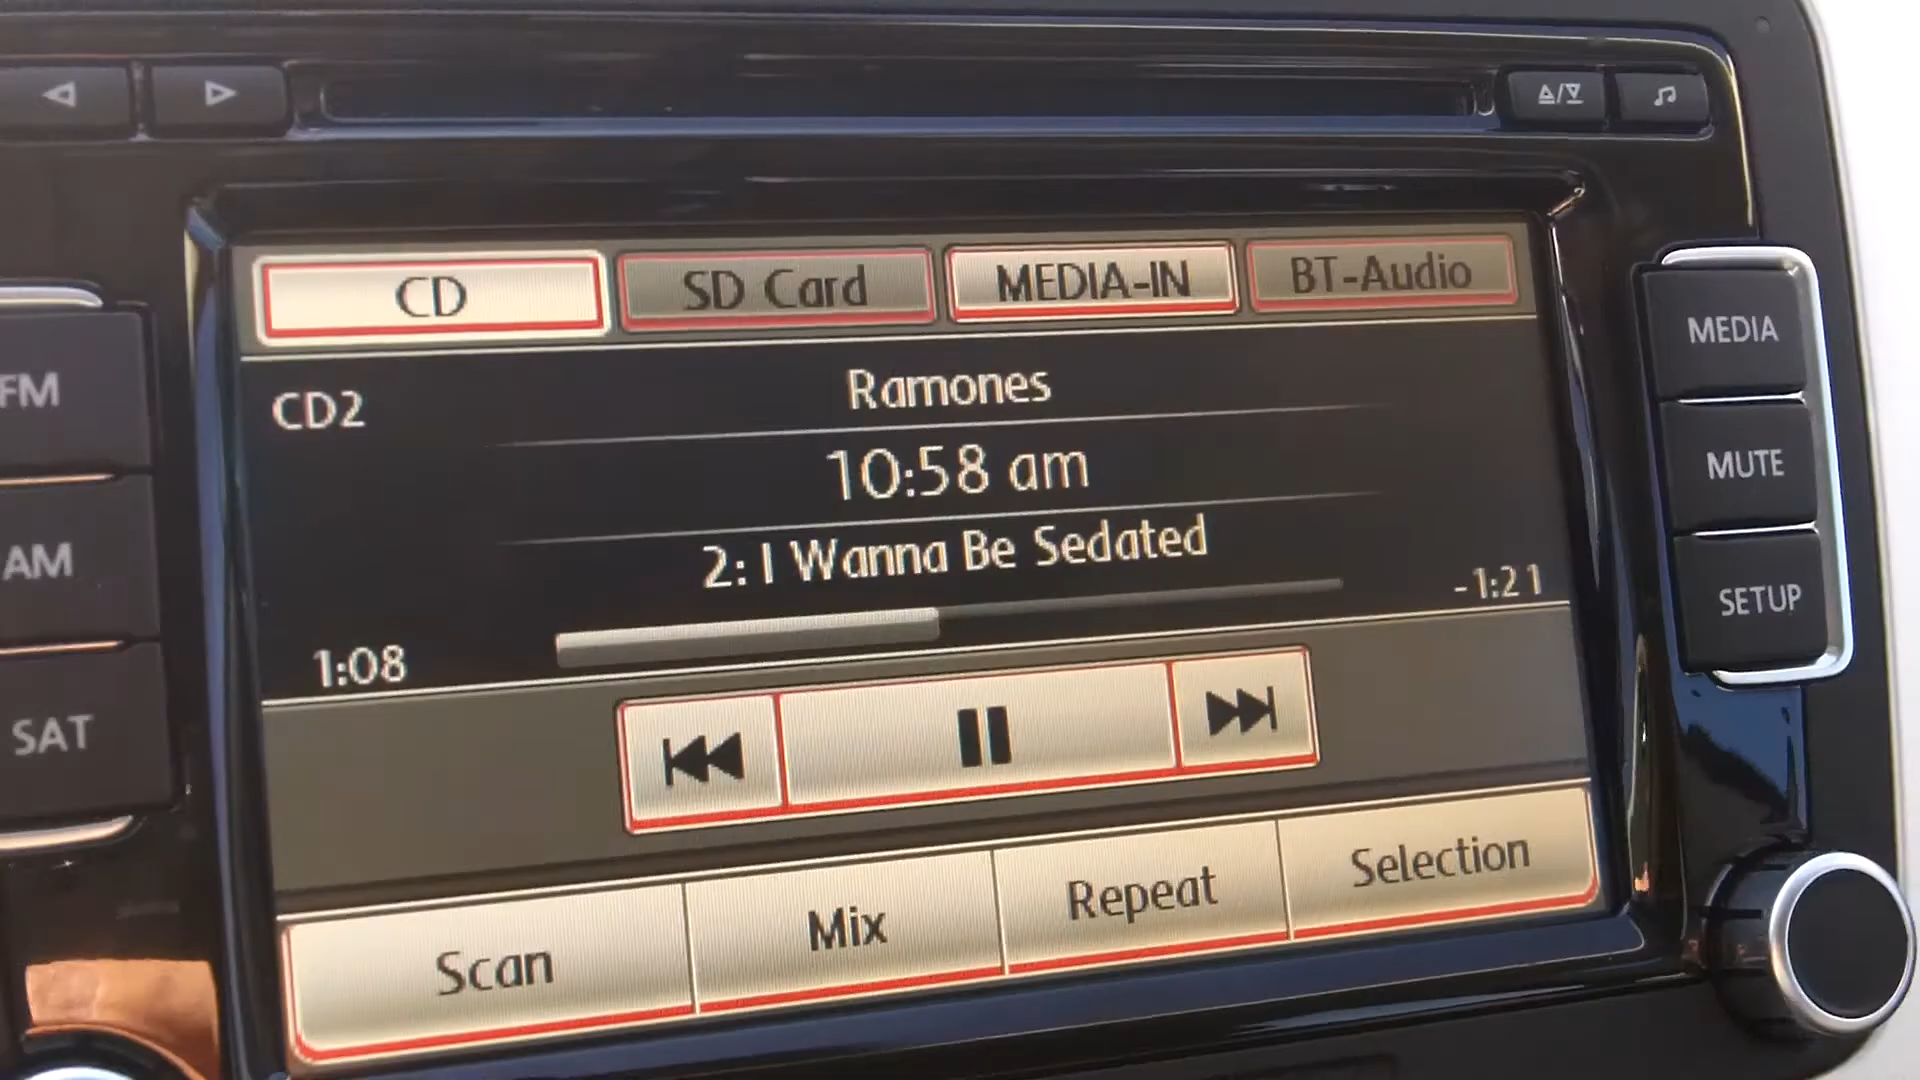 CD
SD Card
MEDIA-IN
BT-Audio
MEDIA
Ramones
FM
CD2
MUTE
10:58 am
2: I Wanna Be Sedated
AM
-1:21
SETUP
1:08
SAT
Selection
Repeat
Mix
Scan